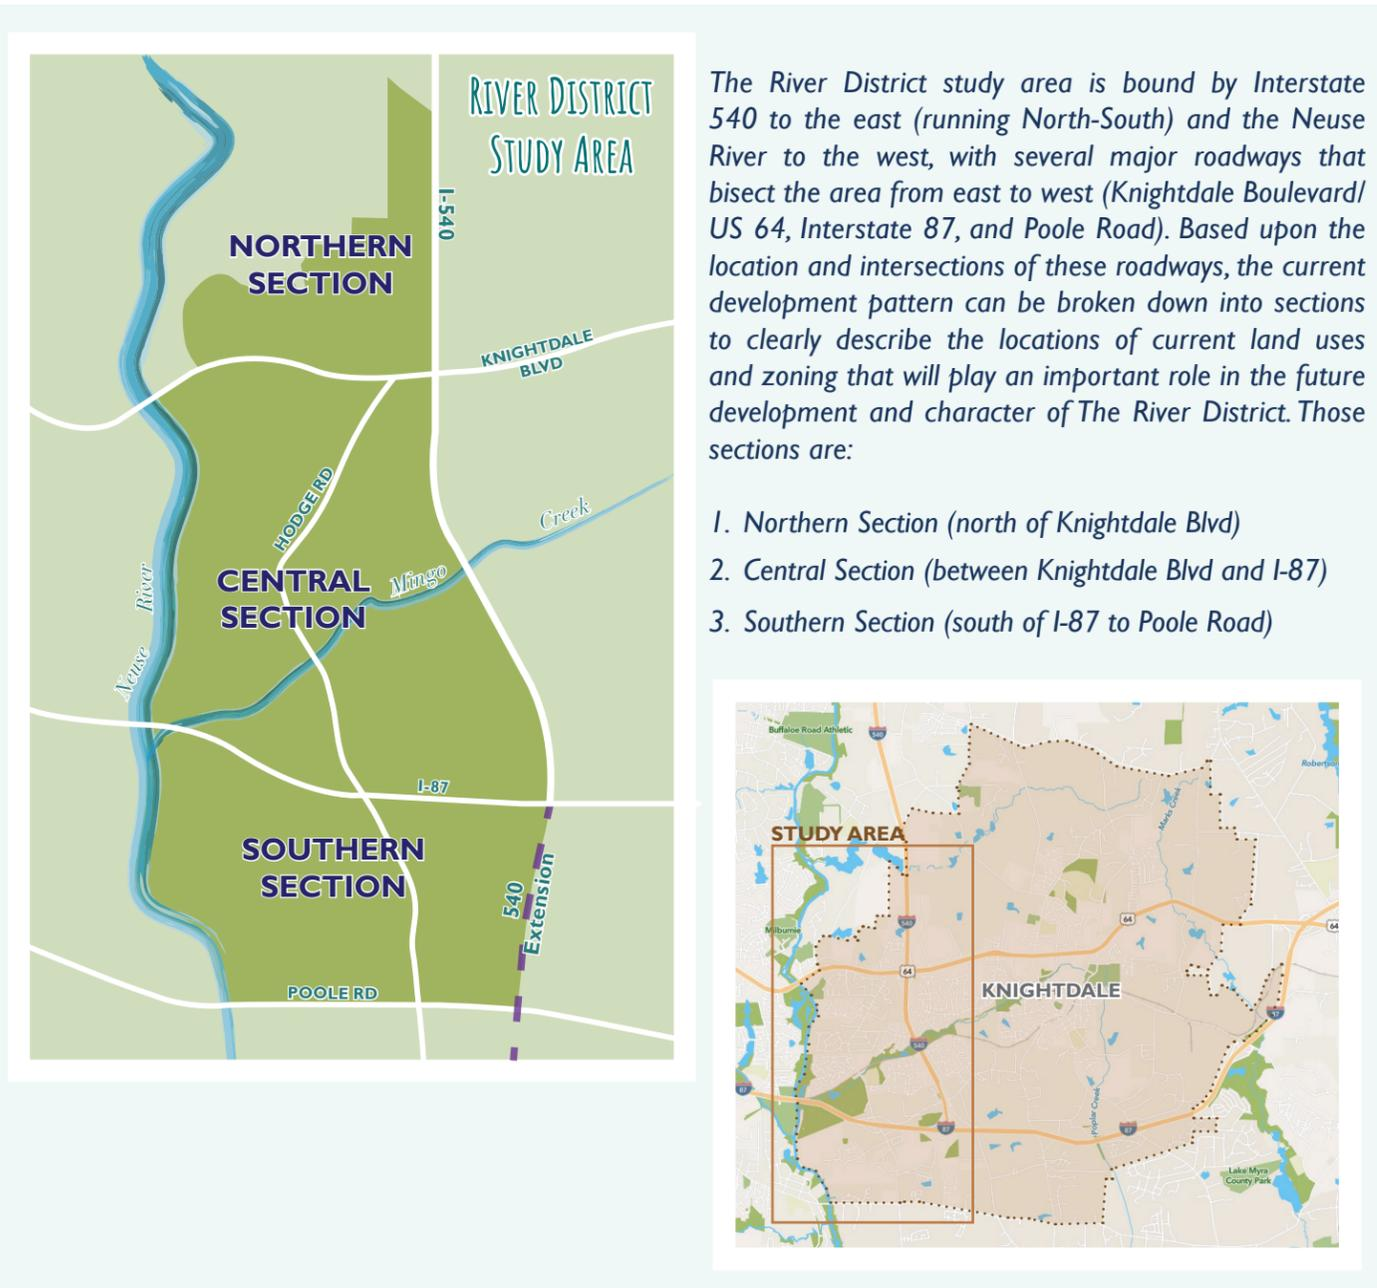 RIVER DISTRICT
STUDY AREA
I-540
NORTHERN
SECTION
KNIGHTDALE
BLVD
HODGE RD
Creek
Mingo
CENTRAL
SECTION
Neuse River
I-87
SOUTHERN
SECTION
540
Extension
POOLE RD
The River District study area is bound by Interstate
540 to the east (running North-South) and the Neuse
River to the west, with several major roadways that
bisect the area from east to west (Knightdale Boulevard/
US 64, Interstate 87, and Poole Road). Based upon the
location and intersections of these roadways, the current
development pattern can be broken down into sections
to clearly describe the locations of current land uses
and zoning that will play an important role in the future
development and character of The River District. Those
sections are:
1. Northern Section (north of Knightdale Blvd)
2. Central Section (between Knightdale Blvd and I-87)
3. Southern Section (south of I-87 to Poole Road)
Buffaloe Road Athletic
540
Marks Creek
STUDY AREA
Milburnie
540
64
64
64
KNIGHTDALE
540
87
Poplar Creek
87
87
Lake Myra
County Park